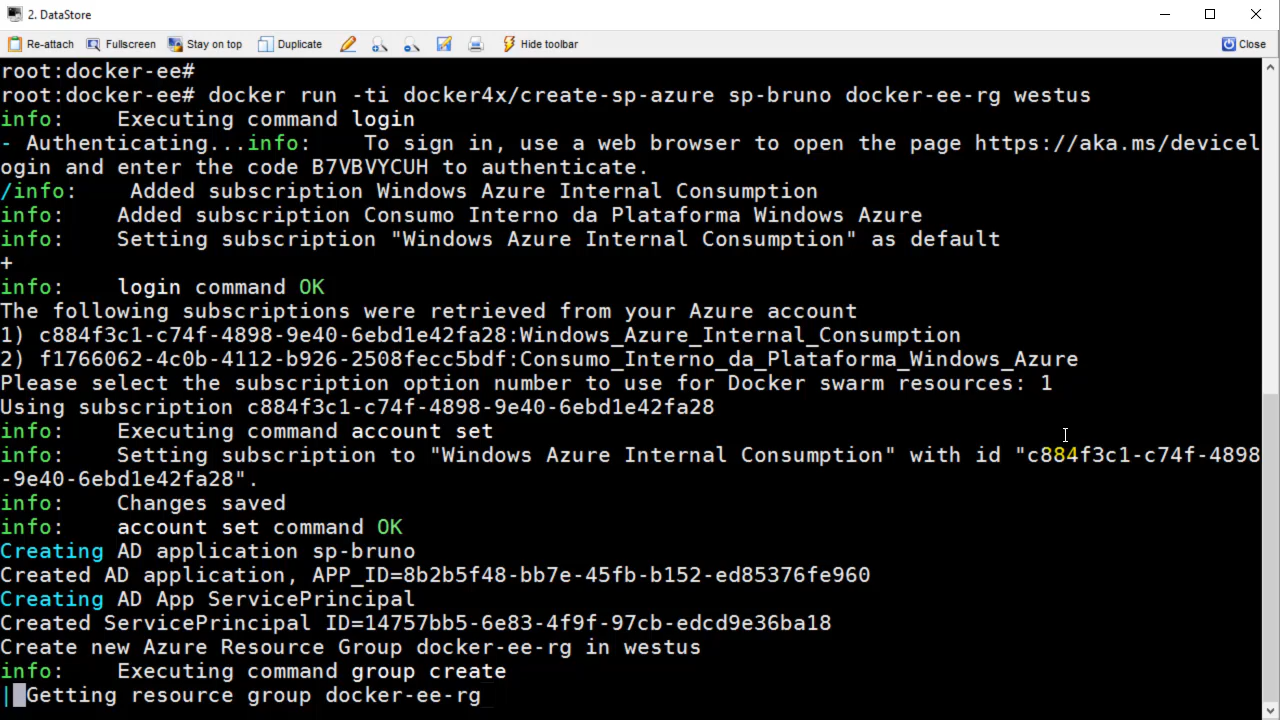 2. DataStore
Re-attach Fullscreen Stay on top Duplicate Hide toolbar Close
root:docker-ee#
root:docker-ee# docker run -ti docker4x/create-sp-azure sp-bruno docker-ee-rg westus
info:    Executing command login
- Authenticating...info:    To sign in, use a web browser to open the page https://aka.ms/devicel
ogin and enter the code B7VBVYCUH to authenticate.
/info:    Added subscription Windows Azure Internal Consumption
info:    Added subscription Consumo Interno da Plataforma Windows Azure
info:    Setting subscription "Windows Azure Internal Consumption" as default
+
info:    login command OK
The following subscriptions were retrieved from your Azure account
1) c884f3c1-c74f-4898-9e40-6ebd1e42fa28:Windows_Azure_Internal_Consumption
2) f1766062-4c0b-4112-b926-2508fecc5bdf:Consumo_Interno_da_Plataforma_Windows_Azure
Please select the subscription option number to use for Docker swarm resources: 1
Using subscription c884f3c1-c74f-4898-9e40-6ebd1e42fa28
info:    Executing command account set
info:    Setting subscription to "Windows Azure Internal Consumption" with id "c884f3c1-c74f-4898
-9e40-6ebd1e42fa28".
info:    Changes saved
info:    account set command OK
Creating AD application sp-bruno
Created AD application, APP_ID=8b2b5f48-bb7e-45fb-b152-ed85376fe960
Creating AD App ServicePrincipal
Created ServicePrincipal ID=14757bb5-6e83-4f9f-97cb-edcd9e36ba18
Create new Azure Resource Group docker-ee-rg in westus
info:    Executing command group create
| Getting resource group docker-ee-rg